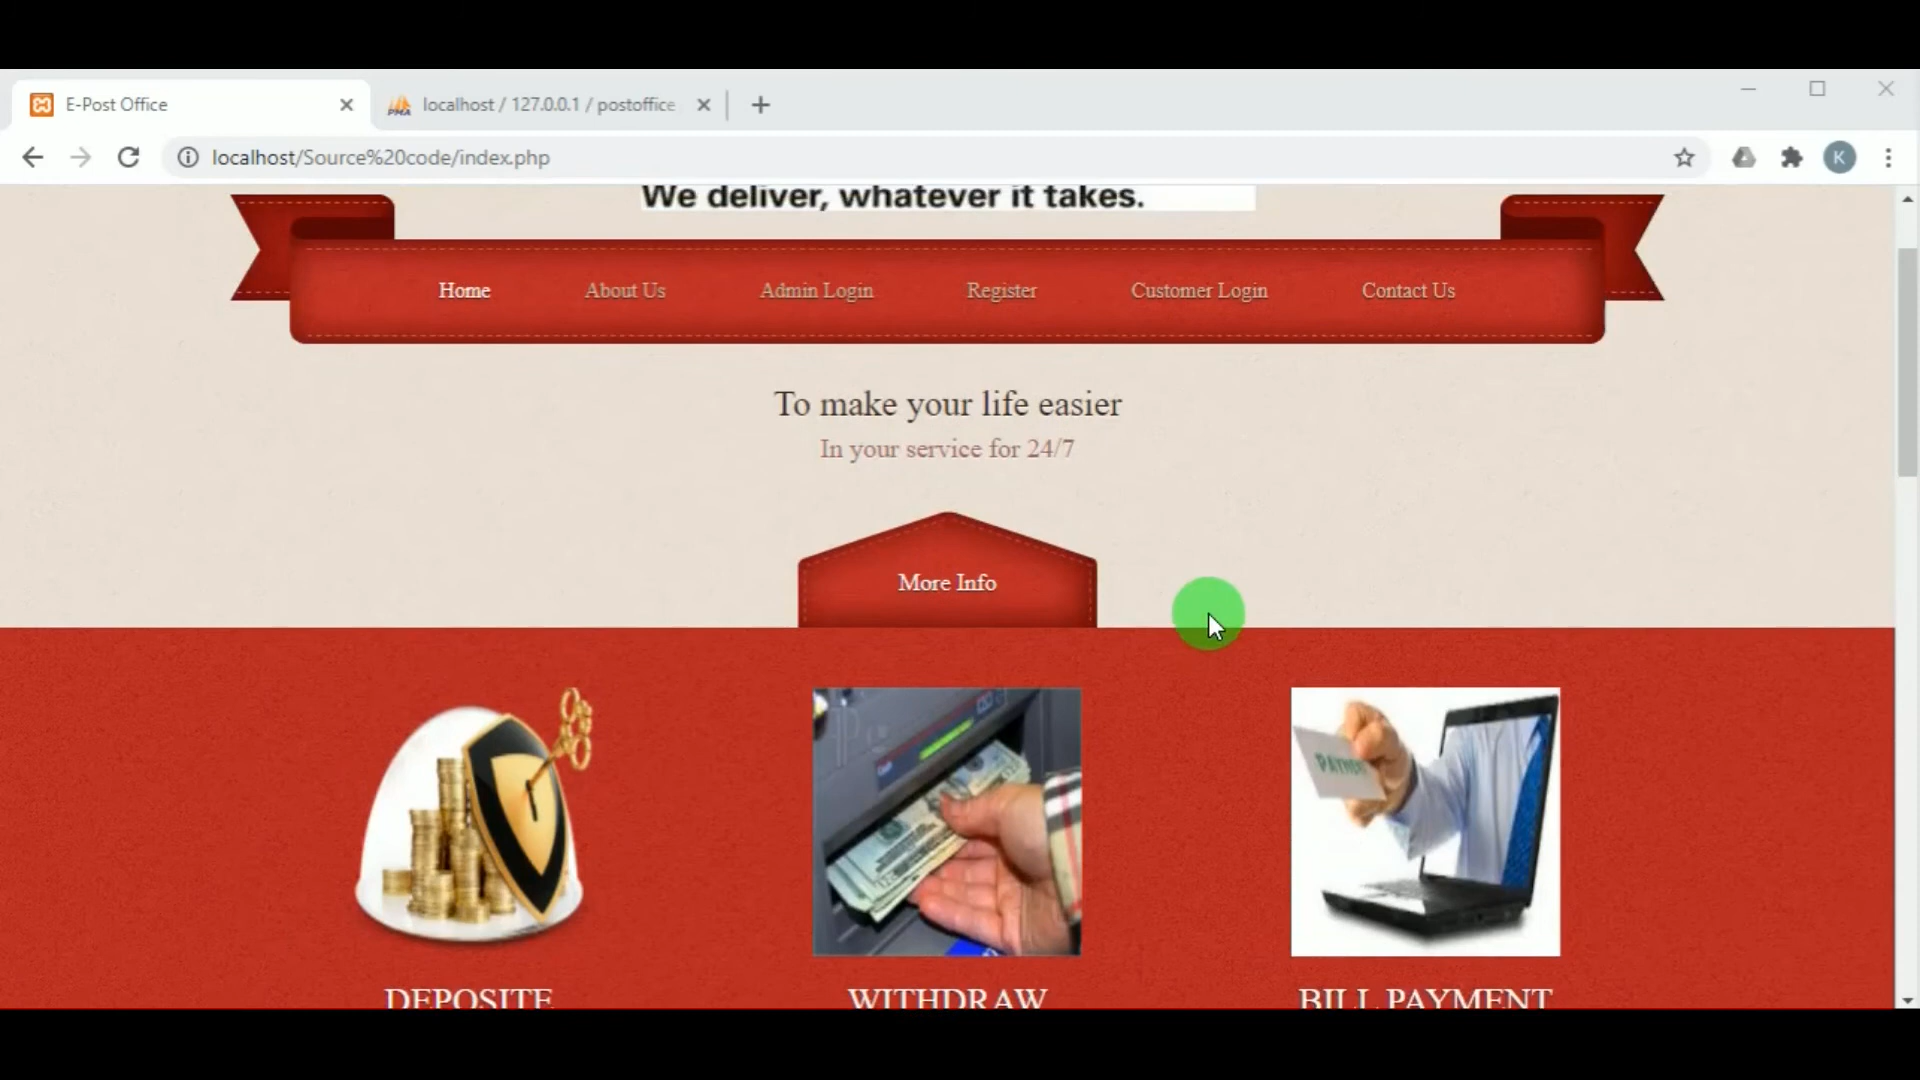 E-Post Office
localhost / 127.0.0.1 / postoffice
localhost/Source%20code/index.php
K
We deliver, whatever it takes.
Home About Us Admin Login Register Customer Login Contact Us
To make your life easier
In your service for 24/7
More Info
DEPOSITE WITHDRAW BILL PAYMENT